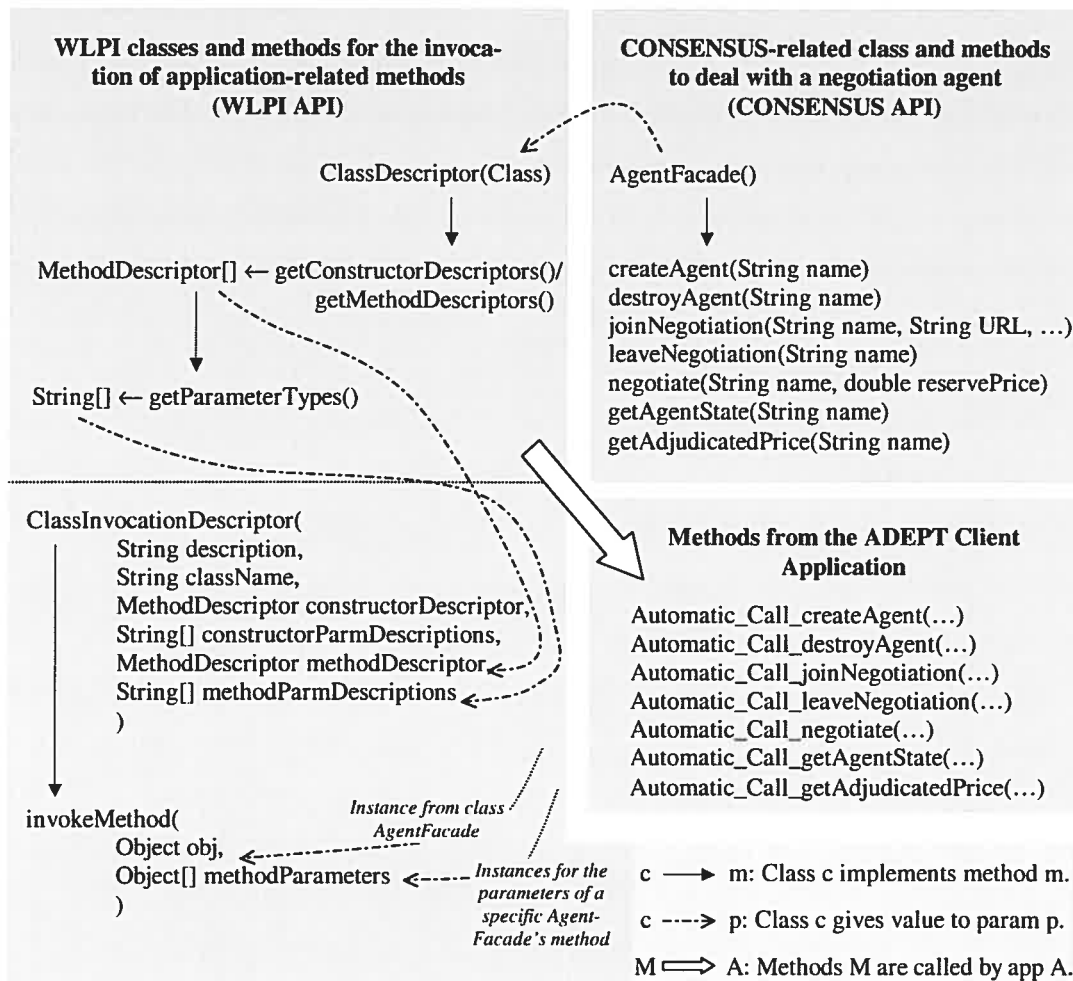 WLPI classes and methods for the invoca-
tion of application-related methods
(WLPI API)
ClassDescriptor(Class)
MethodDescriptor[] ← getConstructorDescriptors()/
getMethodDescriptors()
String[] ← getParameterTypes()
ClassInvocationDescriptor(
String description,
String className,
MethodDescriptor constructorDescriptor,
String[] constructorParmDescriptions,
MethodDescriptor methodDescriptor
String[] methodParmDescriptions
)
invokeMethod(
Object obj,
Object[] methodParameters
)
Instance from class
AgentFacade
Instances for the
parameters of a
specific Agent-
Facade's method
CONSENSUS-related class and methods
to deal with a negotiation agent
(CONSENSUS API)
AgentFacade()
createAgent(String name)
destroyAgent(String name)
joinNegotiation(String name, String URL, …)
leaveNegotiation(String name)
negotiate(String name, double reservePrice)
getAgentState(String name)
getAdjudicatedPrice(String name)
Methods from the ADEPT Client
Application
Automatic_Call_createAgent(…)
Automatic_Call_destroyAgent(…)
Automatic_Call_joinNegotiation(…)
Automatic_Call_leaveNegotiation(…)
Automatic_Call_negotiate(…)
Automatic_Call_getAgentState(…)
Automatic_Call_getAdjudicatedPrice(…)
c → m: Class c implements method m.
c ----> p: Class c gives value to param p.
M ⟹ A: Methods M are called by app A.